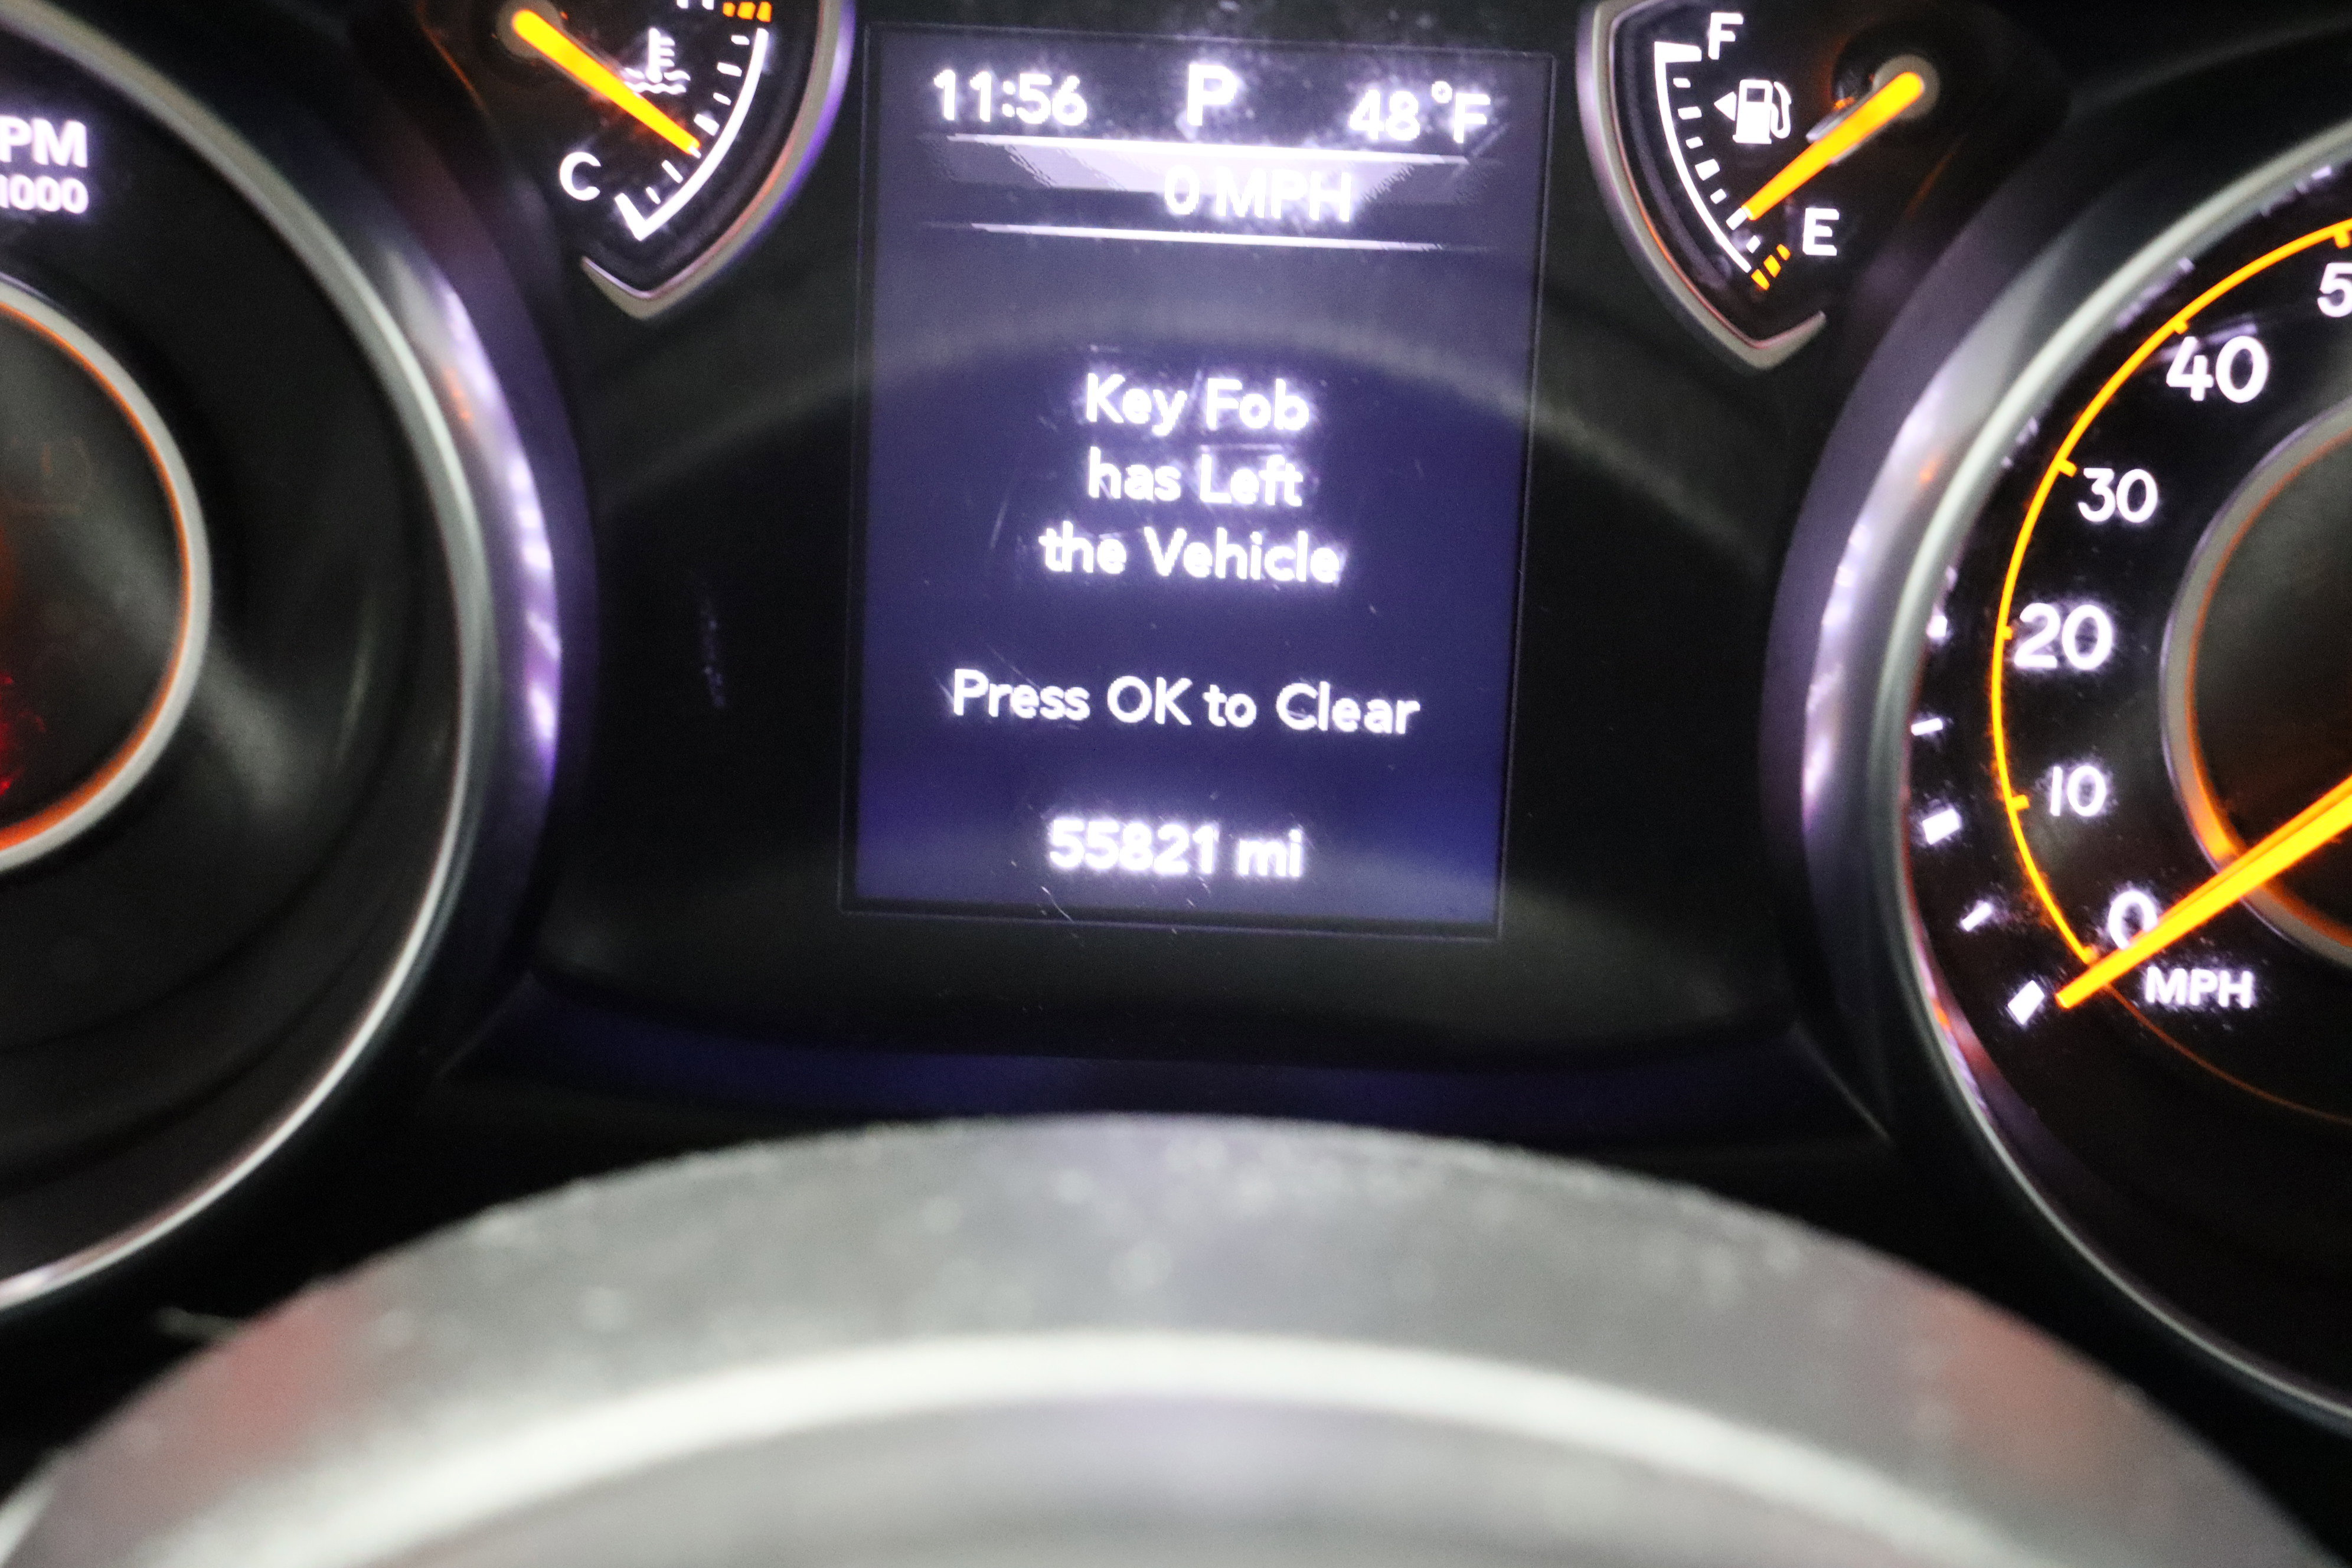 11:56 P 48°F
0 MPH
Key Fob
has Left
the Vehicle
Press OK to Clear
55821 mi
C
F
E
PM
1000
40
30
20
10
0
MPH